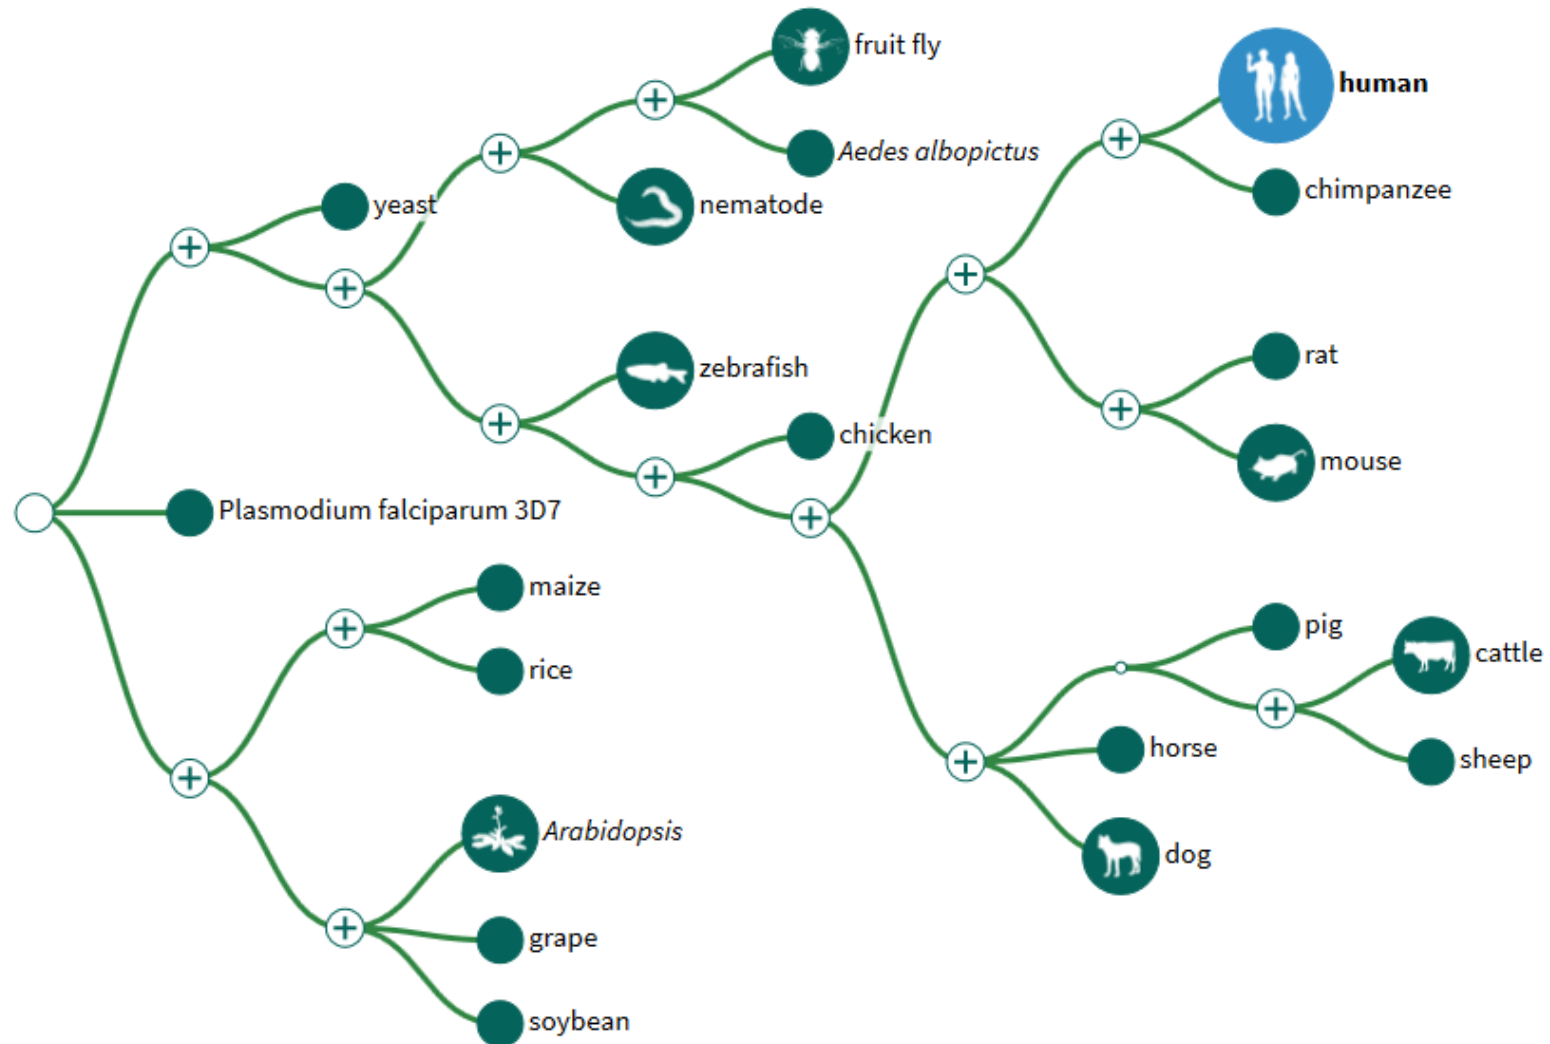 fruit fly
human
Aedes albopictus
chimpanzee
yeast
nematode
rat
zebrafish
chicken
mouse
Plasmodium falciparum 3D7
maize
pig
cattle
rice
horse
sheep
Arabidopsis
dog
grape
soybean